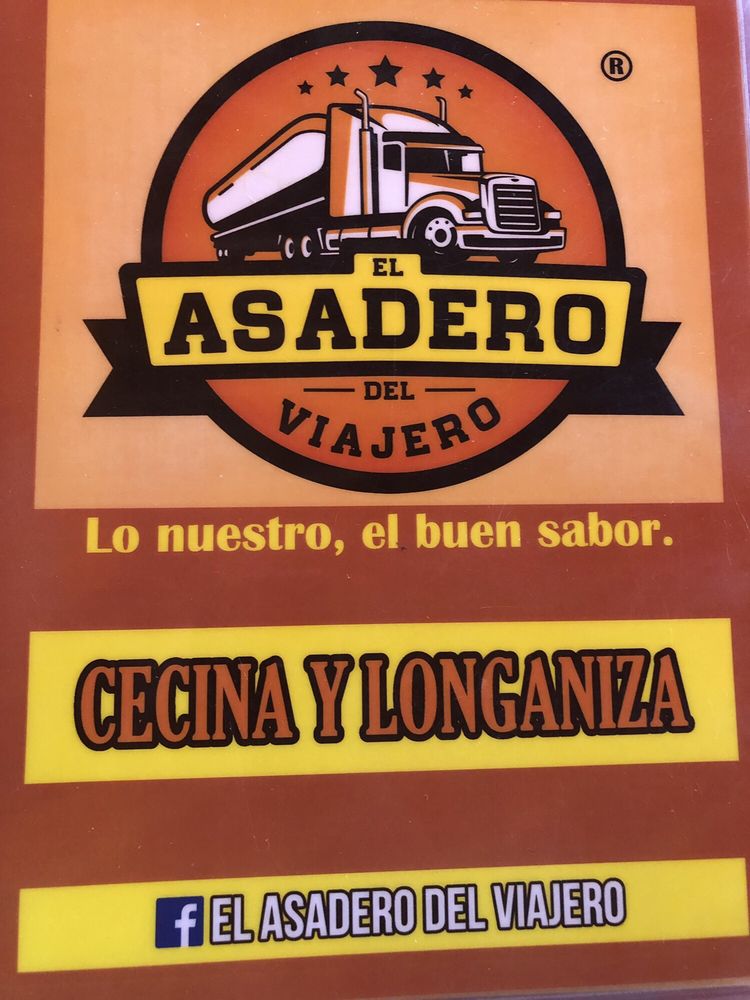 ®
EL
ASADERO
DEL
VIAJERO
Lo nuestro, el buen sabor.
CECINA Y LONGANIZA
f EL ASADERO DEL VIAJERO